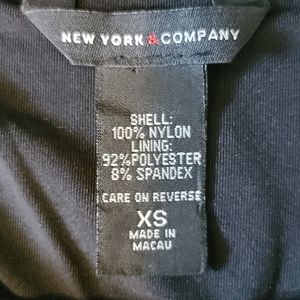 NEW YORK & COMPANY
SHELL:
100% NYLON
LINING:
92% POLYESTER
8% SPANDEX
CARE ON REVERSE
XS
MADE IN
MACAU